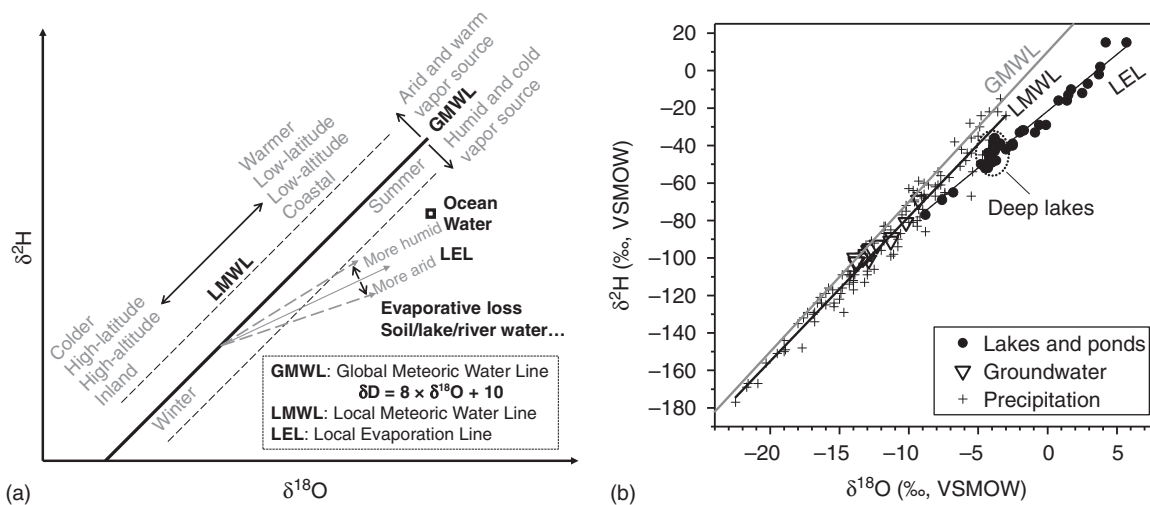 δ²H
Colder
High-latitude
High-altitude
Inland
Warmer
Low-latitude
Low-altitude
Coastal
LMWL
Winter
Summer
Arid and warm
vapor source
GMWL
Humid and cold
vapor source
Ocean
Water
More humid
LEL
More arid
Evaporative loss
Soil/lake/river water...
GMWL: Global Meteoric Water Line
δD = 8 × δ¹⁸O + 10
LMWL: Local Meteoric Water Line
LEL: Local Evaporation Line
(a)
δ¹⁸O
δ²H (‰, VSMOW)
20
0
−20
−40
−60
−80
−100
−120
−140
−160
−180
GMWL
LMWL
LEL
Deep lakes
Lakes and ponds
Groundwater
Precipitation
−20
−15
−10
−5
0
5
(b)
δ¹⁸O (‰, VSMOW)